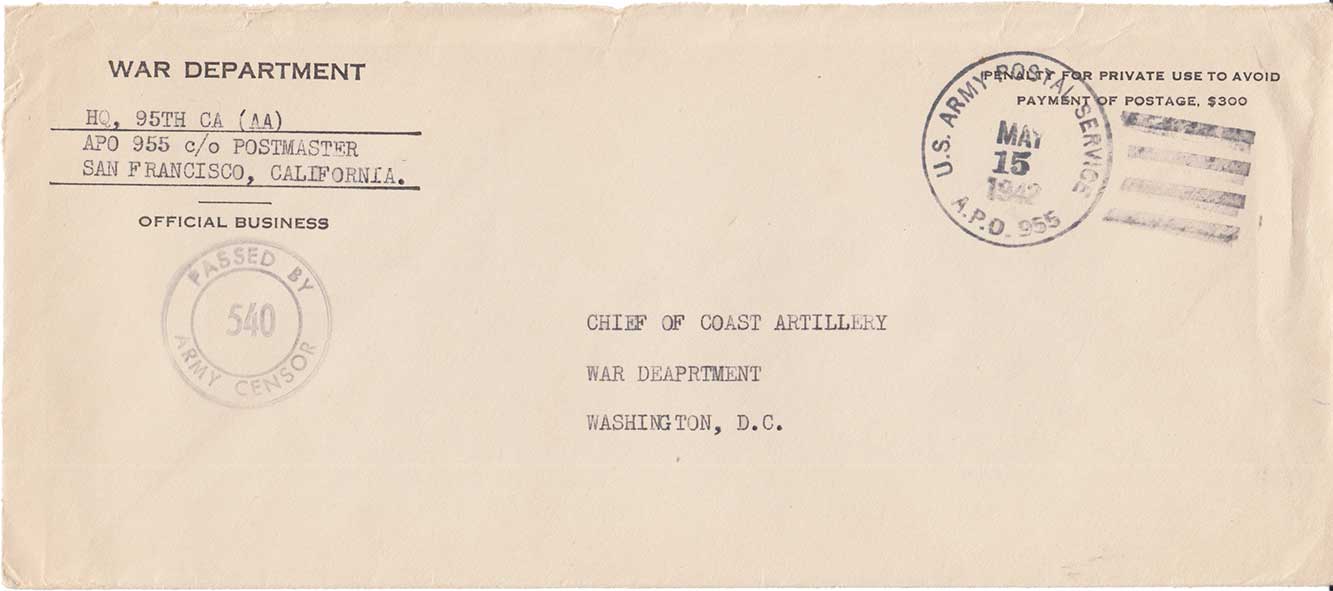 WAR DEPARTMENT
HQ, 95TH CA (AA)
APO 955 c/o POSTMASTER
SAN FRANCISCO, CALIFORNIA.
OFFICIAL BUSINESS
PASSED BY
540
ARMY CENSOR
U.S. ARMY POSTAL SERVICE
MAY
15
1942
A.P.O. 955
PENALTY FOR PRIVATE USE TO AVOID
PAYMENT OF POSTAGE, $300
CHIEF OF COAST ARTILLERY
WAR DEAPRTMENT
WASHINGTON, D.C.